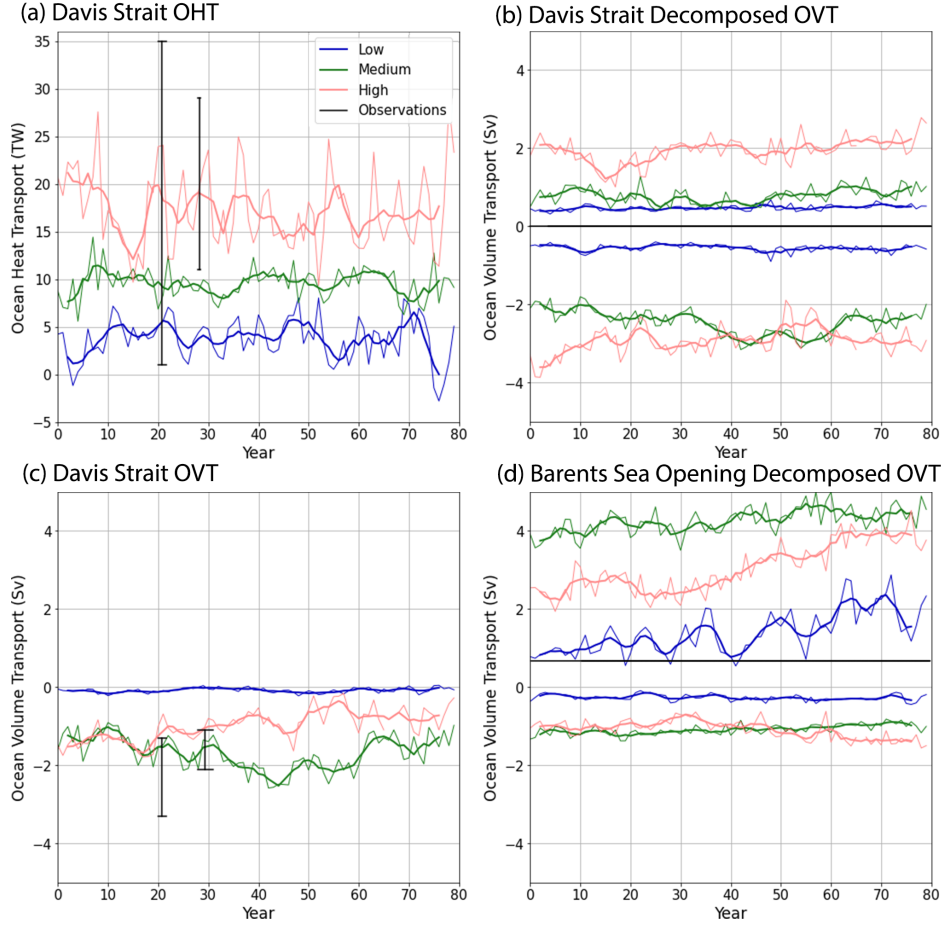 (a) Davis Strait OHT
35
30
25
20
15
10
5
0
−5
0 10 20 30 40 50 60 70 80
Ocean Heat Transport (TW)
Year
Low
Medium
High
Observations
(b) Davis Strait Decomposed OVT
4
2
0
−2
−4
0 10 20 30 40 50 60 70 80
Ocean Volume Transport (Sv)
Year
(c) Davis Strait OVT
4
2
0
−2
−4
0 10 20 30 40 50 60 70 80
Ocean Volume Transport (Sv)
Year
(d) Barents Sea Opening Decomposed OVT
4
2
0
−2
−4
0 10 20 30 40 50 60 70 80
Ocean Volume Transport (Sv)
Year